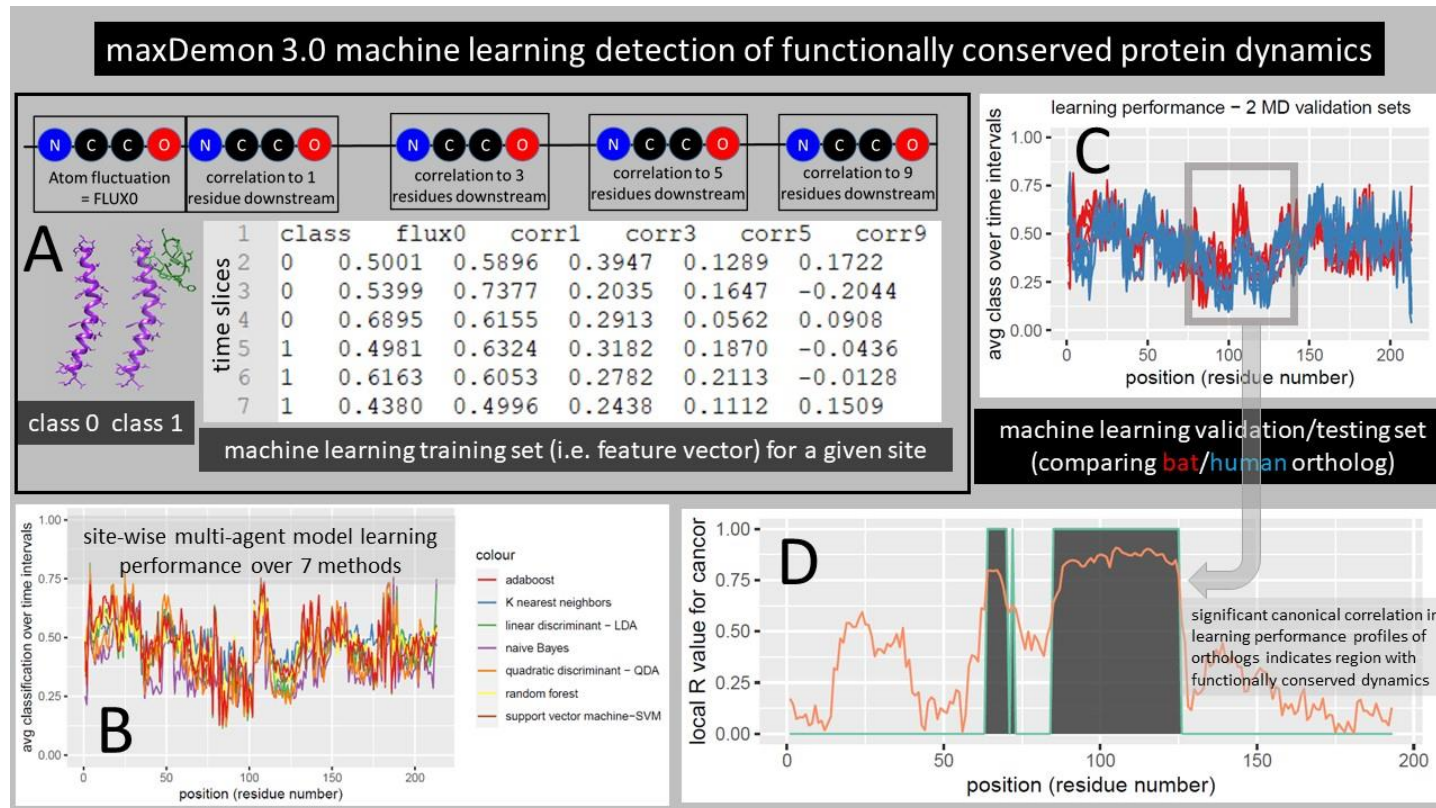 maxDemon 3.0 machine learning detection of functionally conserved protein dynamics
N C C O N C C O N C C O N C C O N C C O
Atom fluctuation
= FLUX0
correlation to 1
residue downstream
correlation to 3
residues downstream
correlation to 5
residues downstream
correlation to 9
residues downstream
A
class 0 class 1
time slices
1 class flux0 corr1 corr3 corr5 corr9
2 0 0.5001 0.5896 0.3947 0.1289 0.1722
3 0 0.5399 0.7377 0.2035 0.1647 -0.2044
4 0 0.6895 0.6155 0.2913 0.0562 0.0908
5 1 0.4981 0.6324 0.3182 0.1870 -0.0436
6 1 0.6163 0.6053 0.2782 0.2113 -0.0128
7 1 0.4380 0.4996 0.2438 0.1112 0.1509
machine learning training set (i.e. feature vector) for a given site
learning performance − 2 MD validation sets
C
avg class over time intervals
1.00
0.75
0.50
0.25
0.00
0 50 100 150 200
position (residue number)
machine learning validation/testing set
(comparing bat/human ortholog)
site-wise multi-agent model learning
performance over 7 methods
B
avg classification over time intervals
1.00
0.75
0.50
0.25
0.00
0 50 100 150 200
position (residue number)
colour
adaboost
K nearest neighbors
linear discriminant − LDA
naive Bayes
quadratic discriminant − QDA
random forest
support vector machine−SVM
D
local R value for cancor
1.00
0.75
0.50
0.25
0.00
0 50 100 150 200
position (residue number)
significant canonical correlation in
learning performance profiles of
orthologs indicates region with
functionally conserved dynamics